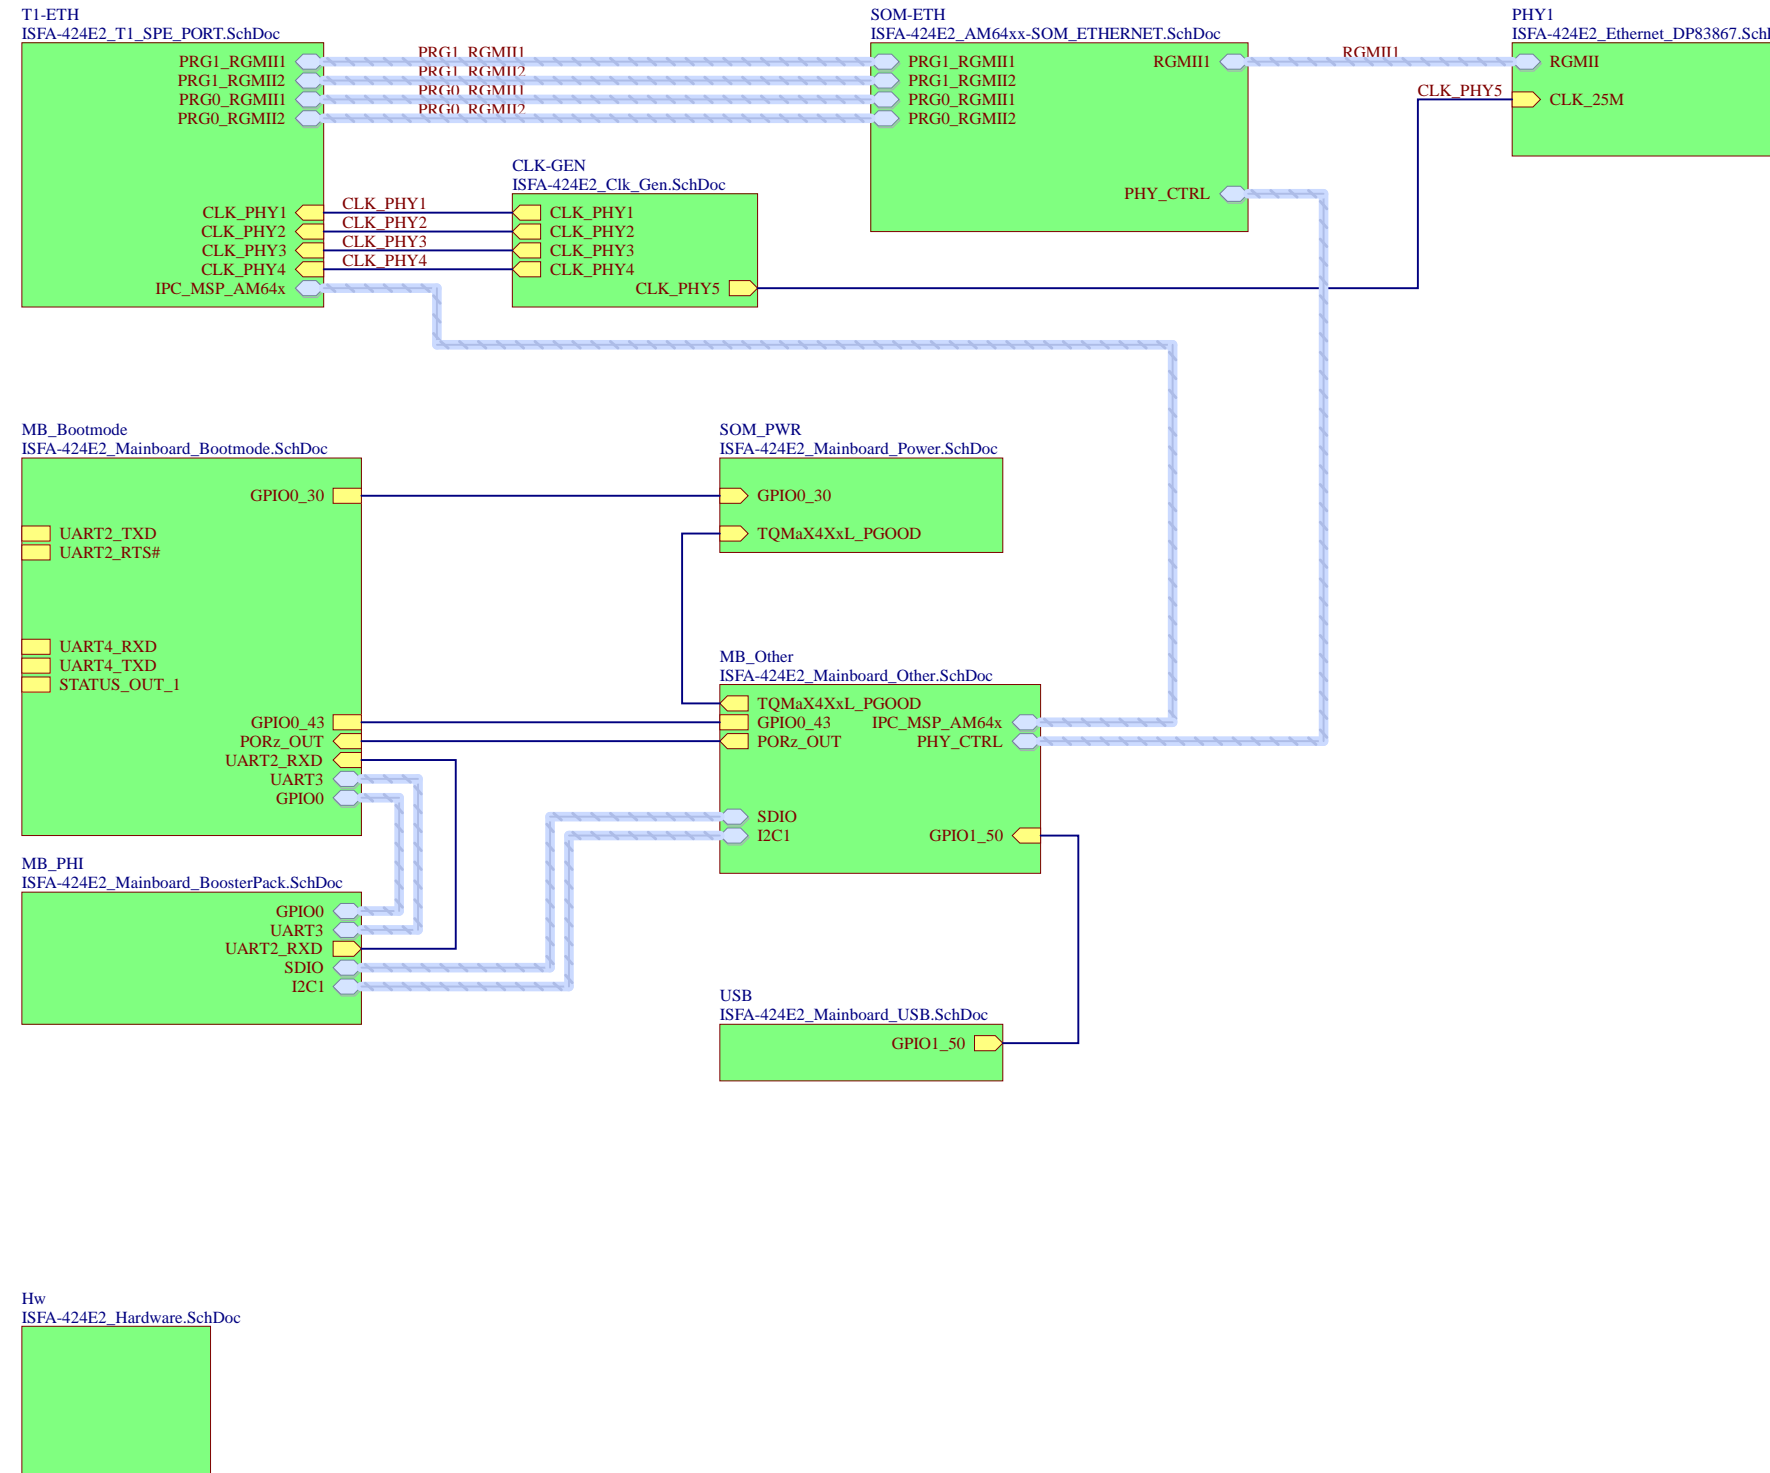 T1-ETH
ISFA-424E2_T1_SPE_PORT.SchDoc
PRG1_RGMII1
PRG1_RGMII2
PRG0_RGMII1
PRG0_RGMII2
CLK_PHY1
CLK_PHY2
CLK_PHY3
CLK_PHY4
IPC_MSP_AM64x
PRG1_RGMII1
PRG1_RGMII2
PRG0_RGMII1
PRG0_RGMII2
CLK_PHY1
CLK_PHY2
CLK_PHY3
CLK_PHY4
CLK-GEN
ISFA-424E2_Clk_Gen.SchDoc
CLK_PHY1
CLK_PHY2
CLK_PHY3
CLK_PHY4
CLK_PHY5
SOM-ETH
ISFA-424E2_AM64xx-SOM_ETHERNET.SchDoc
PRG1_RGMII1
PRG1_RGMII2
PRG0_RGMII1
PRG0_RGMII2
RGMII1
PHY_CTRL
RGMII1
CLK_PHY5
PHY1
ISFA-424E2_Ethernet_DP83867.Schl
RGMII
CLK_25M
MB_Bootmode
ISFA-424E2_Mainboard_Bootmode.SchDoc
GPIO0_30
UART2_TXD
UART2_RTS#
UART4_RXD
UART4_TXD
STATUS_OUT_1
GPIO0_43
PORz_OUT
UART2_RXD
UART3
GPIO0
SOM_PWR
ISFA-424E2_Mainboard_Power.SchDoc
GPIO0_30
TQMaX4XxL_PGOOD
MB_Other
ISFA-424E2_Mainboard_Other.SchDoc
TQMaX4XxL_PGOOD
GPIO0_43
PORz_OUT
IPC_MSP_AM64x
PHY_CTRL
SDIO
I2C1
GPIO1_50
MB_PHI
ISFA-424E2_Mainboard_BoosterPack.SchDoc
GPIO0
UART3
UART2_RXD
SDIO
I2C1
USB
ISFA-424E2_Mainboard_USB.SchDoc
GPIO1_50
Hw
ISFA-424E2_Hardware.SchDoc